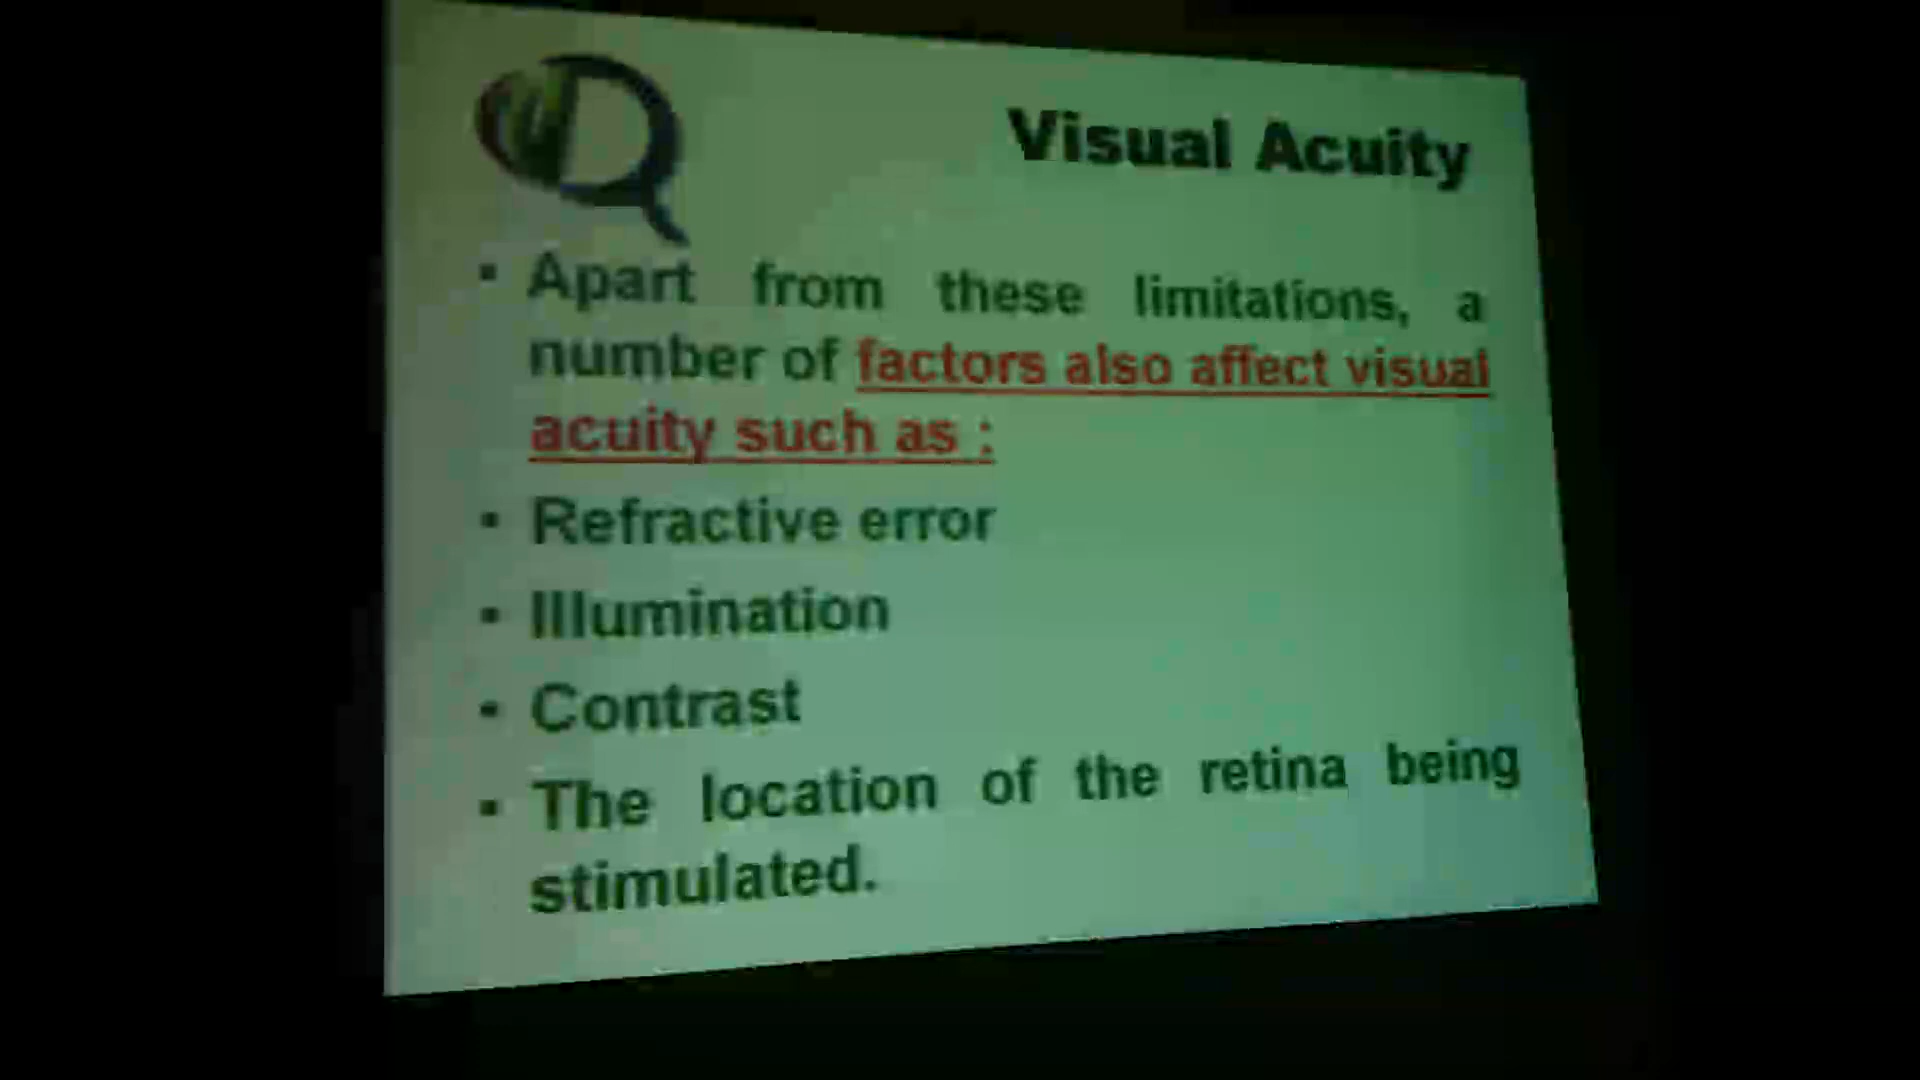 Visual Acuity
▪ Apart from these limitations, a
number of factors also affect visual
acuity such as :
▪ Refractive error
▪ Illumination
▪ Contrast
▪ The location of the retina being
stimulated.